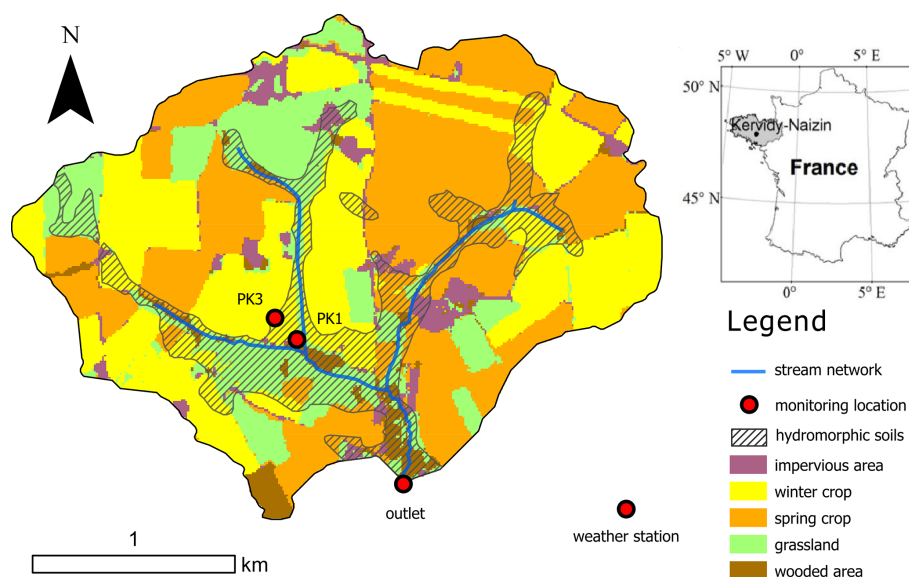 N
PK3
PK1
outlet
weather station
1
km
5° W
0°
5° E
50° N
45° N
Kervidy-Naizin
France
0°
5°
Legend
stream network
monitoring location
hydromorphic soils
impervious area
winter crop
spring crop
grassland
wooded area